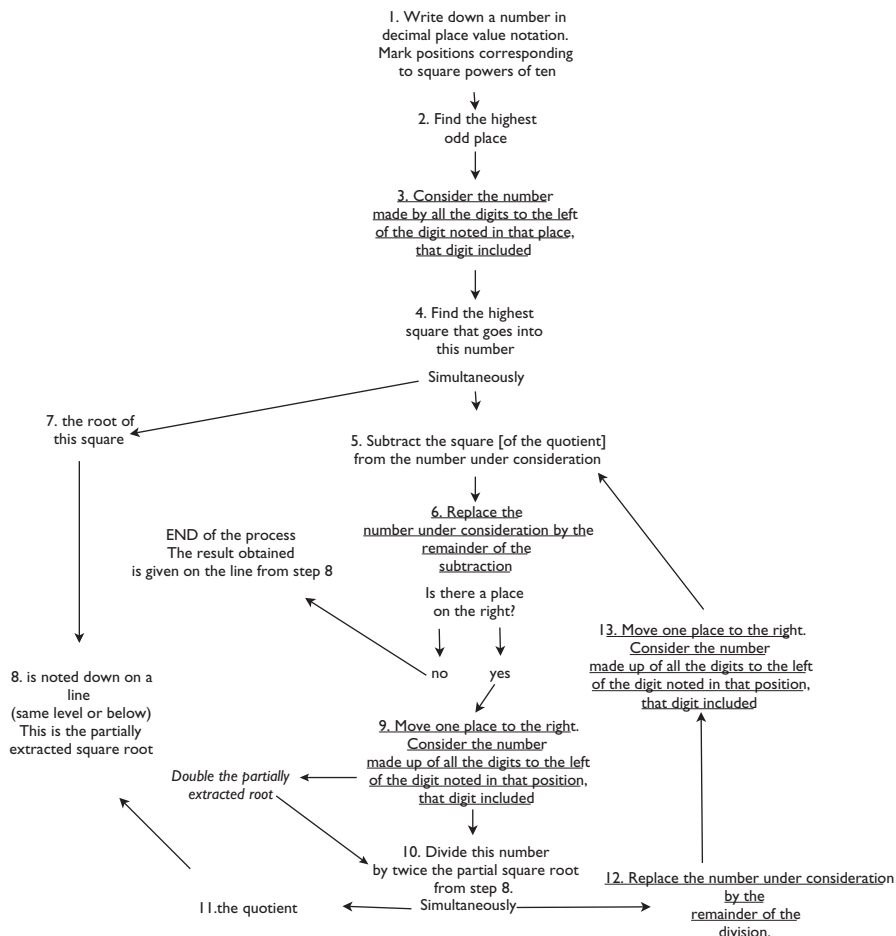 1. Write down a number in
decimal place value notation.
Mark positions corresponding
to square powers of ten
2. Find the highest
odd place
3. Consider the number
made by all the digits to the left
of the digit noted in that place,
that digit included
4. Find the highest
square that goes into
this number
Simultaneously
7. the root of
this square
5. Subtract the square [of the quotient]
from the number under consideration
6. Replace the
number under consideration by the
remainder of the
subtraction
END of the process
The result obtained
is given on the line from step 8
Is there a place
on the right?
no
yes
13. Move one place to the right.
Consider the number
made up of all the digits to the left
of the digit noted in that position,
that digit included
8. is noted down on a
line
(same level or below)
This is the partially
extracted square root
9. Move one place to the right.
Consider the number
made up of all the digits to the left
of the digit noted in that position,
that digit included
Double the partially
extracted root
10. Divide this number
by twice the partial square root
from step 8.
Simultaneously
11.the quotient
12. Replace the number under consideration
by the
remainder of the
division.